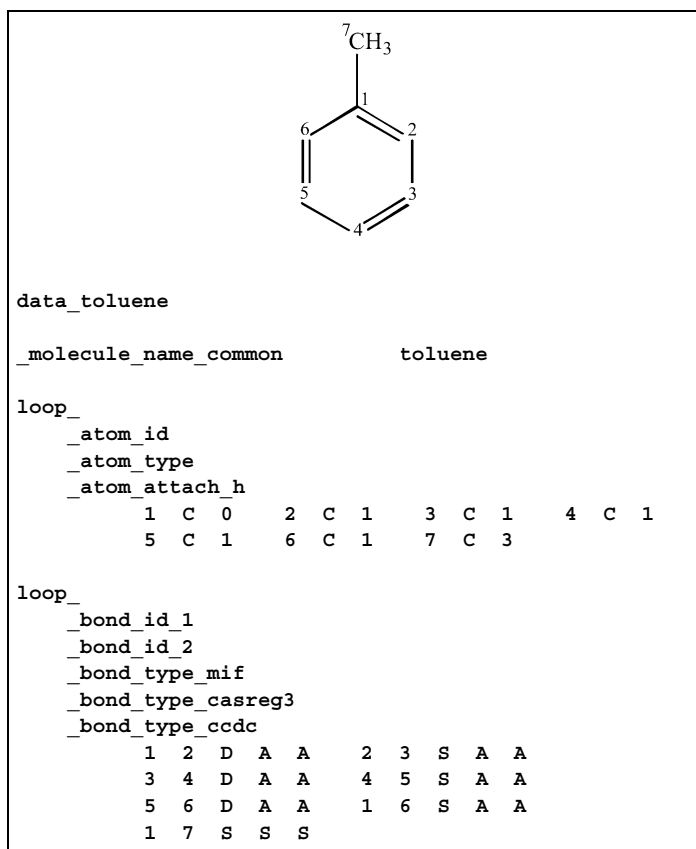 7CH3
1
6 2
5 3
4
data_toluene
_molecule_name_common toluene
loop_
_atom_id
_atom_type
_atom_attach_h
1 C 0 2 C 1 3 C 1 4 C 1
5 C 1 6 C 1 7 C 3
loop_
_bond_id_1
_bond_id_2
_bond_type_mif
_bond_type_casreg3
_bond_type_ccdc
1 2 D A A 2 3 S A A
3 4 D A A 4 5 S A A
5 6 D A A 1 6 S A A
1 7 S S S